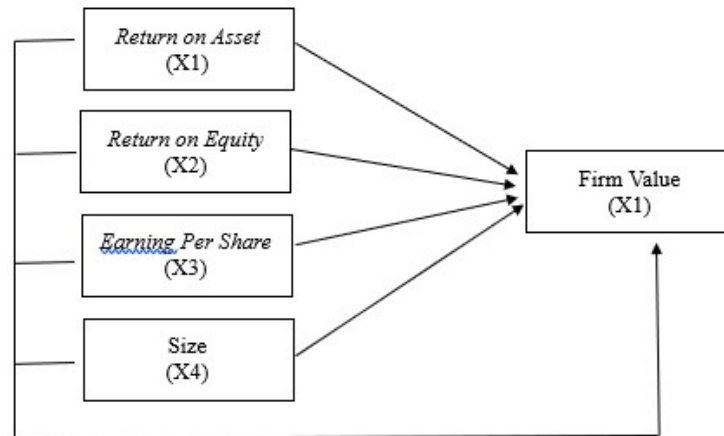 Return on Asset
(X1)
Return on Equity
(X2)
Earning Per Share
(X3)
Size
(X4)
Firm Value
(X1)